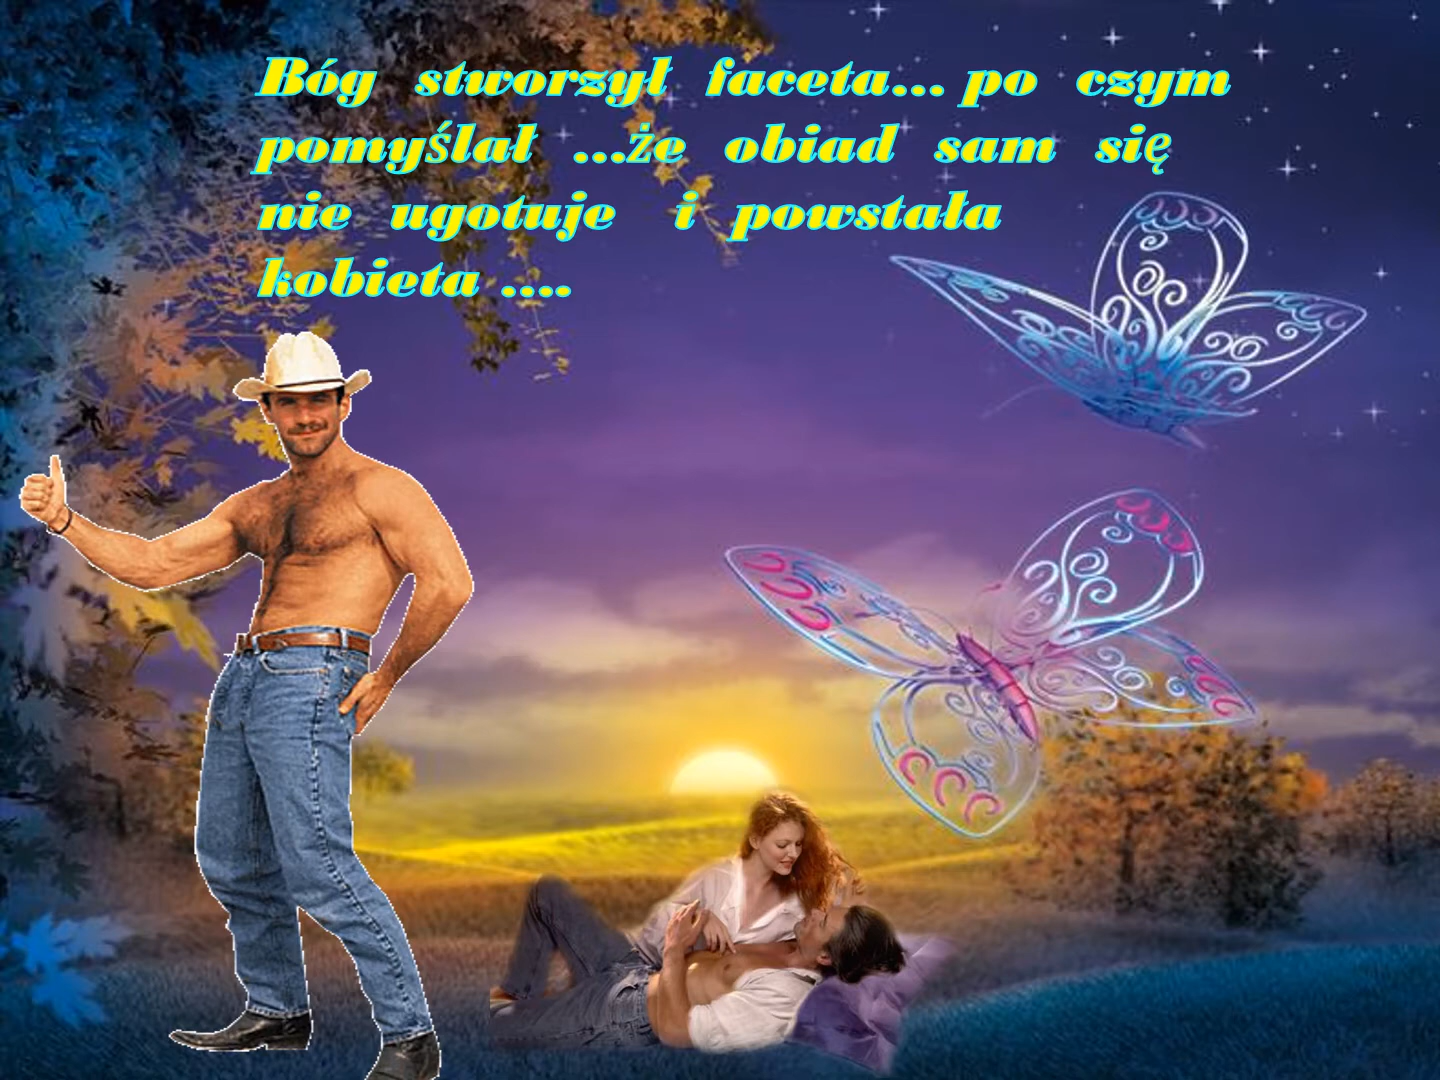 Bóg stworzył faceta... po czym
pomyślał ...że obiad sam się
nie ugotuje i powstała
kobieta ....